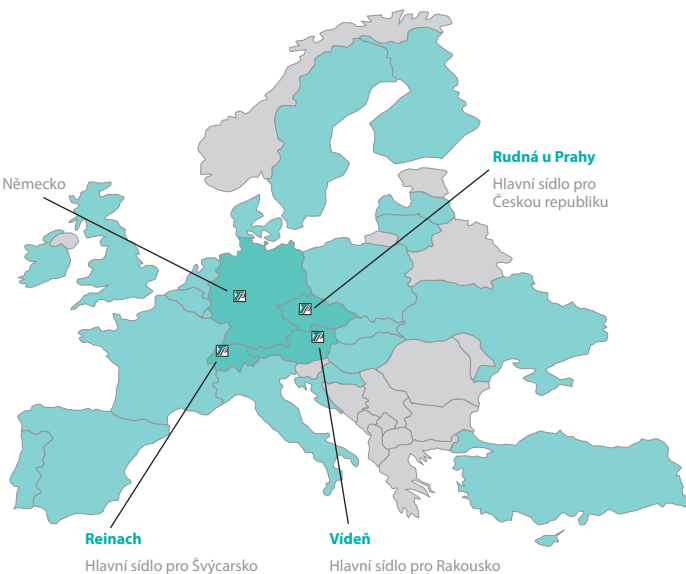 Rudná u Prahy
Hlavní sídlo pro
Českou republiku
Německo
Reinach
Hlavní sídlo pro Švýcarsko
Vídeň
Hlavní sídlo pro Rakousko